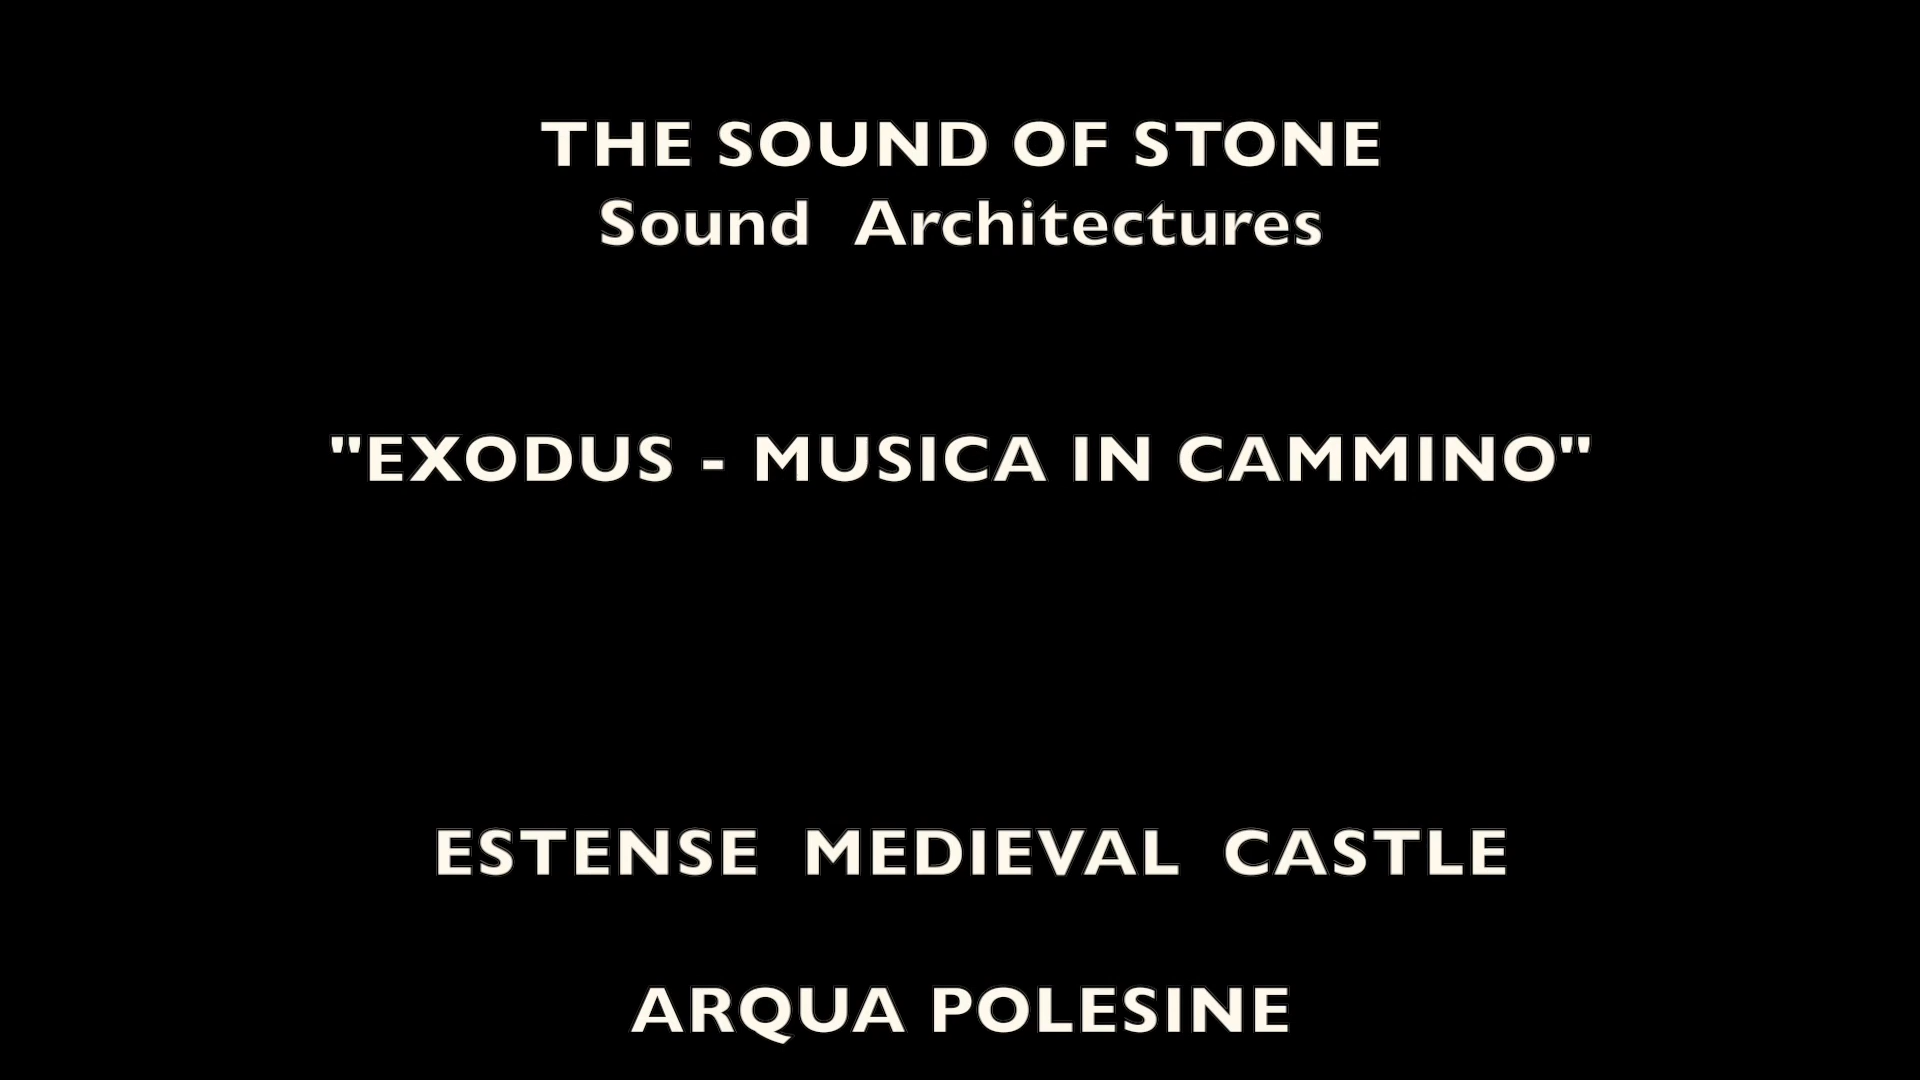 THE SOUND OF STONE
Sound Architectures
"EXODUS - MUSICA IN CAMMINO"
ESTENSE MEDIEVAL CASTLE
ARQUA POLESINE